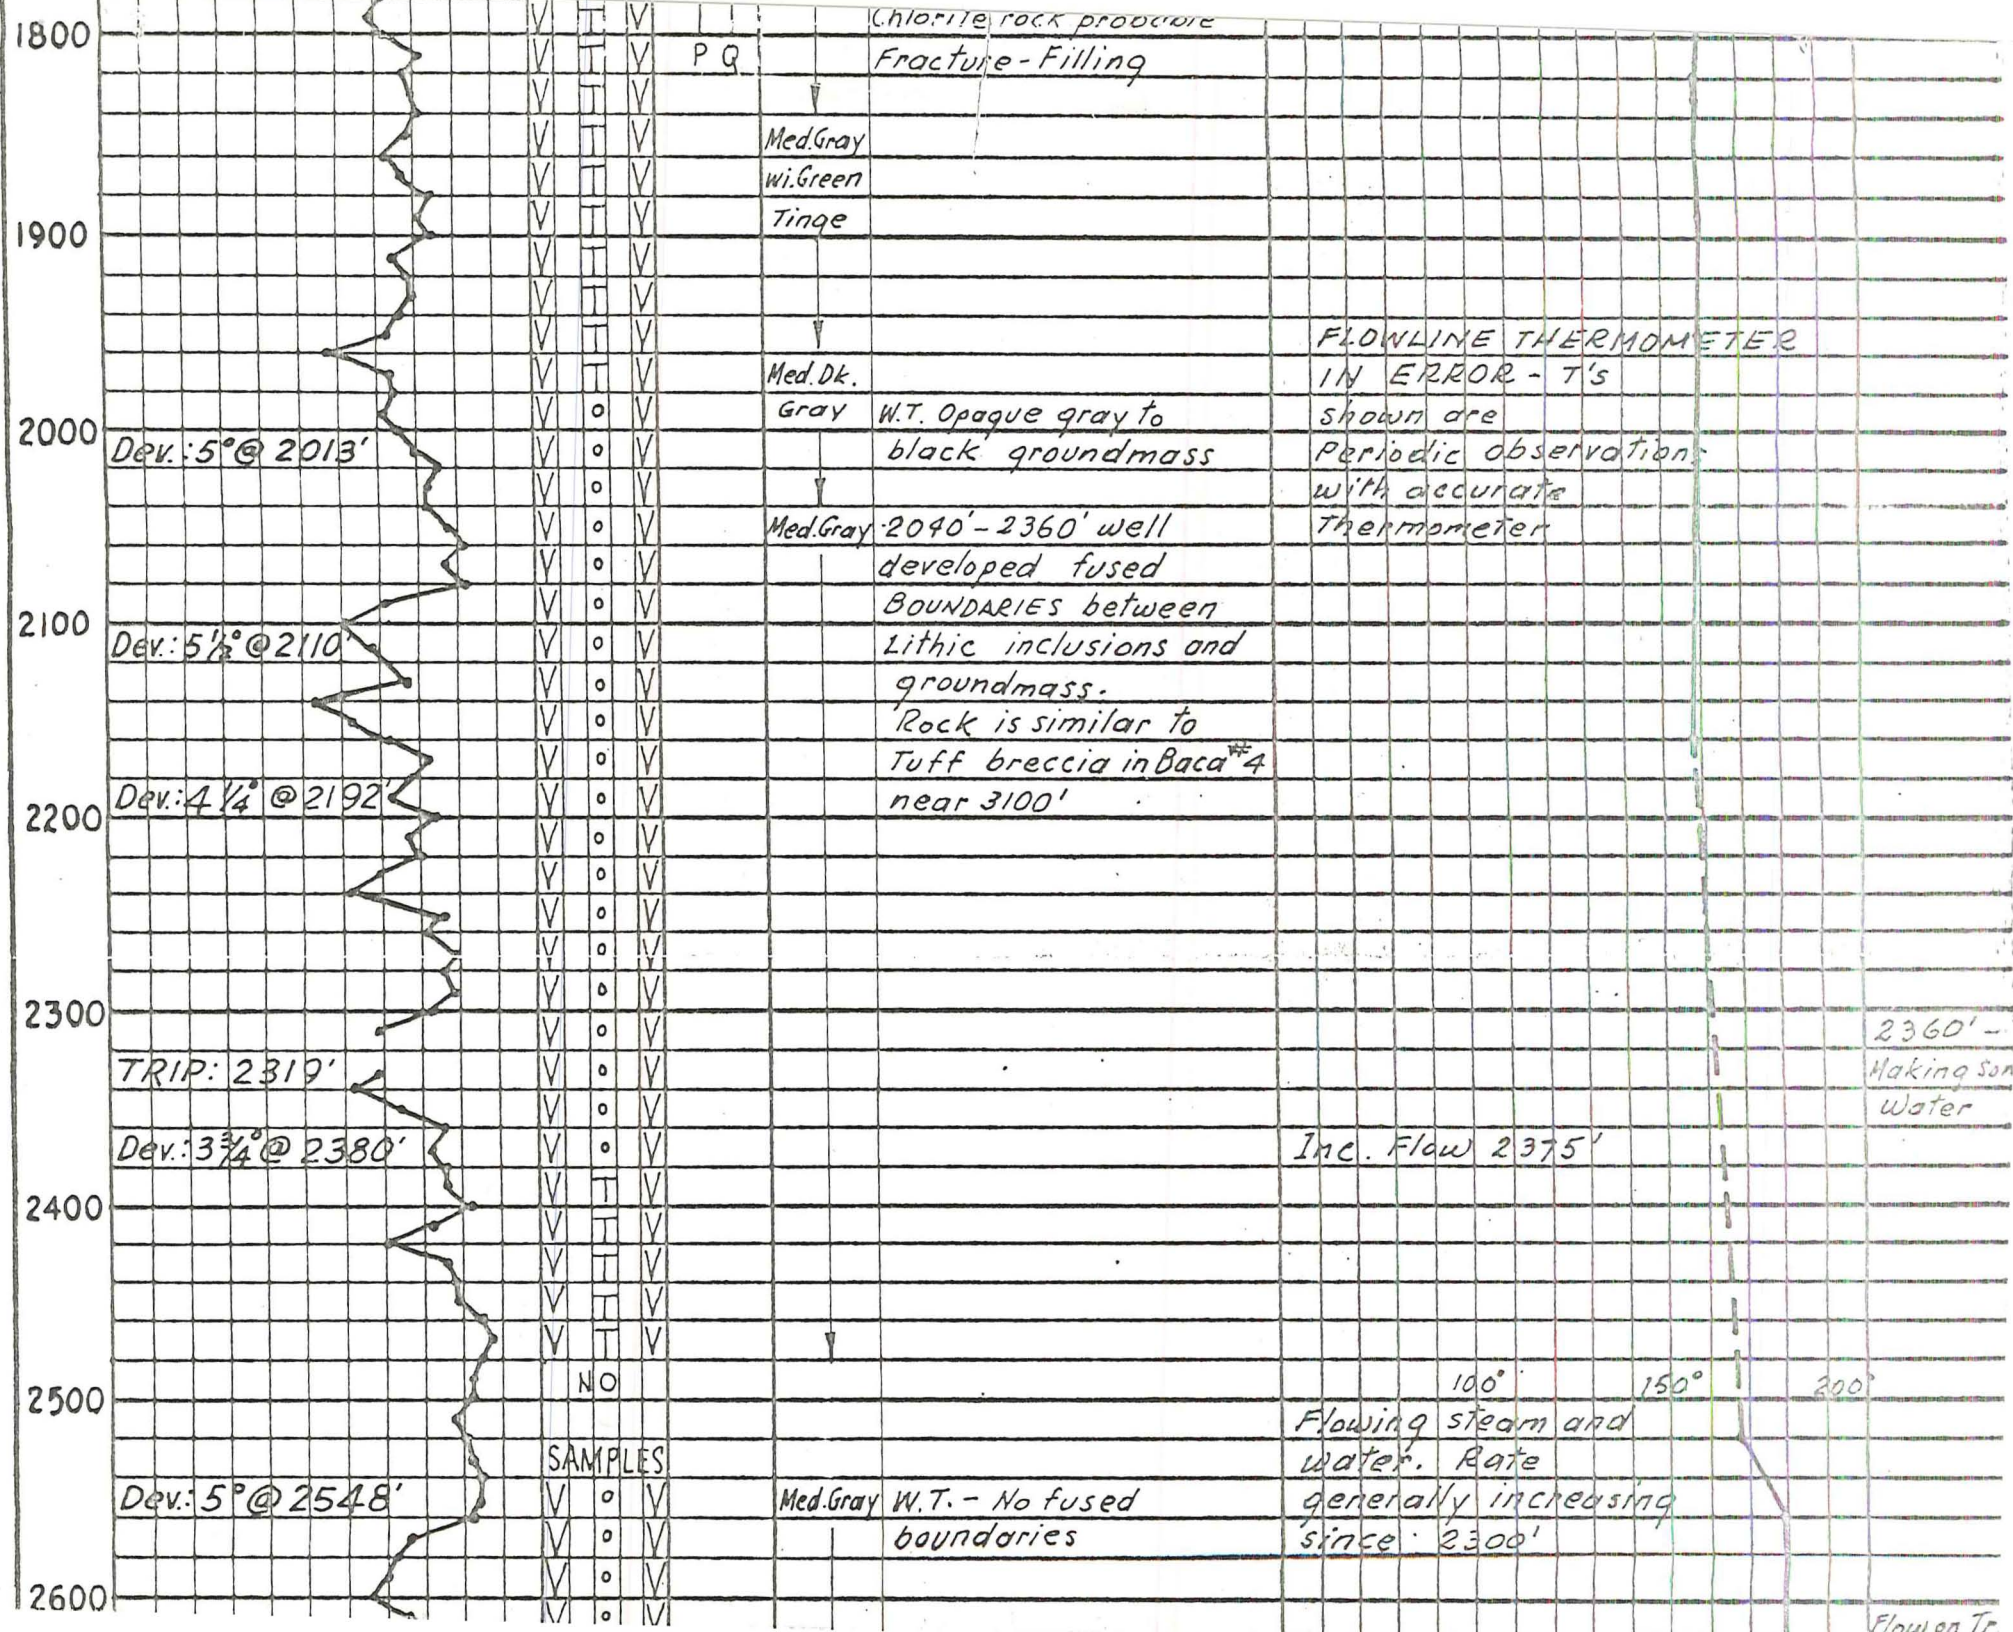 Chlorite rock probable
1800
P Q
Fracture-Filling
Med.Gray
wi.Green
Tinge
1900
FLOWLINE THERMOMETER
IN ERROR - T's
shown are
Periodic observations
with accurate
Thermometer
Med.Dk.
Gray
W.T. Opaque gray to
black groundmass
2000
Dev.: 5° @ 2013'
Med.Gray
2040'-2360' well
developed fused
BOUNDARIES between
Lithic inclusions and
groundmass.
Rock is similar to
Tuff breccia in Baca #4
near 3100'
2100
Dev.: 5½° @ 2110'
Dev.: 4¼° @ 2192'
2200
2300
2360' -
Making
Water
TRIP: 2319'
Dev.: 3¾° @ 2380'
Inc. Flow 2375'
2400
NO
SAMPLES
100° 150° 200°
2500
Flowing steam and
water. Rate
generally increasing
since 2300'
Dev.: 5° @ 2548'
Med.Gray
W.T. - No fused
boundaries
2600